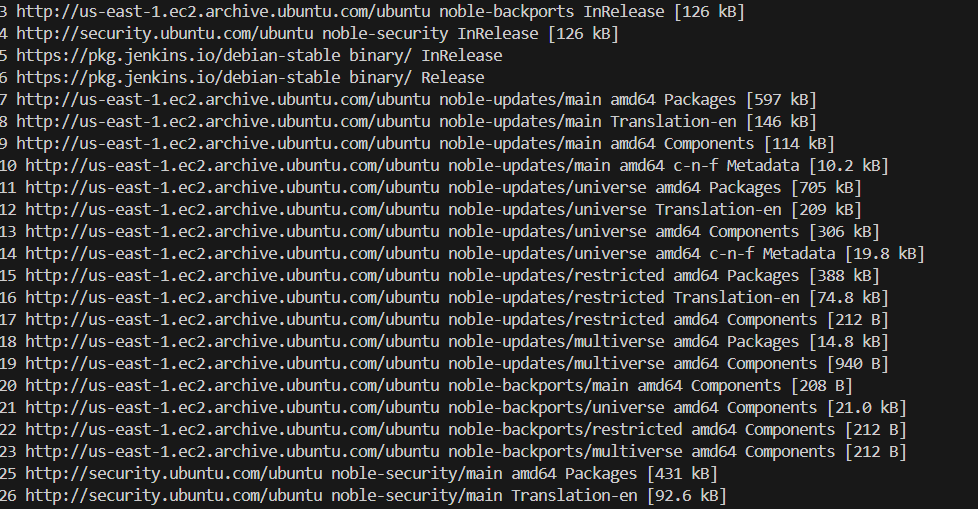 3 http://us-east-1.ec2.archive.ubuntu.com/ubuntu noble-backports InRelease [126 kB]
4 http://security.ubuntu.com/ubuntu noble-security InRelease [126 kB]
5 https://pkg.jenkins.io/debian-stable binary/ InRelease
6 https://pkg.jenkins.io/debian-stable binary/ Release
7 http://us-east-1.ec2.archive.ubuntu.com/ubuntu noble-updates/main amd64 Packages [597 kB]
8 http://us-east-1.ec2.archive.ubuntu.com/ubuntu noble-updates/main Translation-en [146 kB]
9 http://us-east-1.ec2.archive.ubuntu.com/ubuntu noble-updates/main amd64 Components [114 kB]
10 http://us-east-1.ec2.archive.ubuntu.com/ubuntu noble-updates/main amd64 c-n-f Metadata [10.2 kB]
11 http://us-east-1.ec2.archive.ubuntu.com/ubuntu noble-updates/universe amd64 Packages [705 kB]
12 http://us-east-1.ec2.archive.ubuntu.com/ubuntu noble-updates/universe Translation-en [209 kB]
13 http://us-east-1.ec2.archive.ubuntu.com/ubuntu noble-updates/universe amd64 Components [306 kB]
14 http://us-east-1.ec2.archive.ubuntu.com/ubuntu noble-updates/universe amd64 c-n-f Metadata [19.8 kB]
15 http://us-east-1.ec2.archive.ubuntu.com/ubuntu noble-updates/restricted amd64 Packages [388 kB]
16 http://us-east-1.ec2.archive.ubuntu.com/ubuntu noble-updates/restricted Translation-en [74.8 kB]
17 http://us-east-1.ec2.archive.ubuntu.com/ubuntu noble-updates/restricted amd64 Components [212 B]
18 http://us-east-1.ec2.archive.ubuntu.com/ubuntu noble-updates/multiverse amd64 Packages [14.8 kB]
19 http://us-east-1.ec2.archive.ubuntu.com/ubuntu noble-updates/multiverse amd64 Components [940 B]
20 http://us-east-1.ec2.archive.ubuntu.com/ubuntu noble-backports/main amd64 Components [208 B]
21 http://us-east-1.ec2.archive.ubuntu.com/ubuntu noble-backports/universe amd64 Components [21.0 kB]
22 http://us-east-1.ec2.archive.ubuntu.com/ubuntu noble-backports/restricted amd64 Components [212 B]
23 http://us-east-1.ec2.archive.ubuntu.com/ubuntu noble-backports/multiverse amd64 Components [212 B]
25 http://security.ubuntu.com/ubuntu noble-security/main amd64 Packages [431 kB]
26 http://security.ubuntu.com/ubuntu noble-security/main Translation-en [92.6 kB]